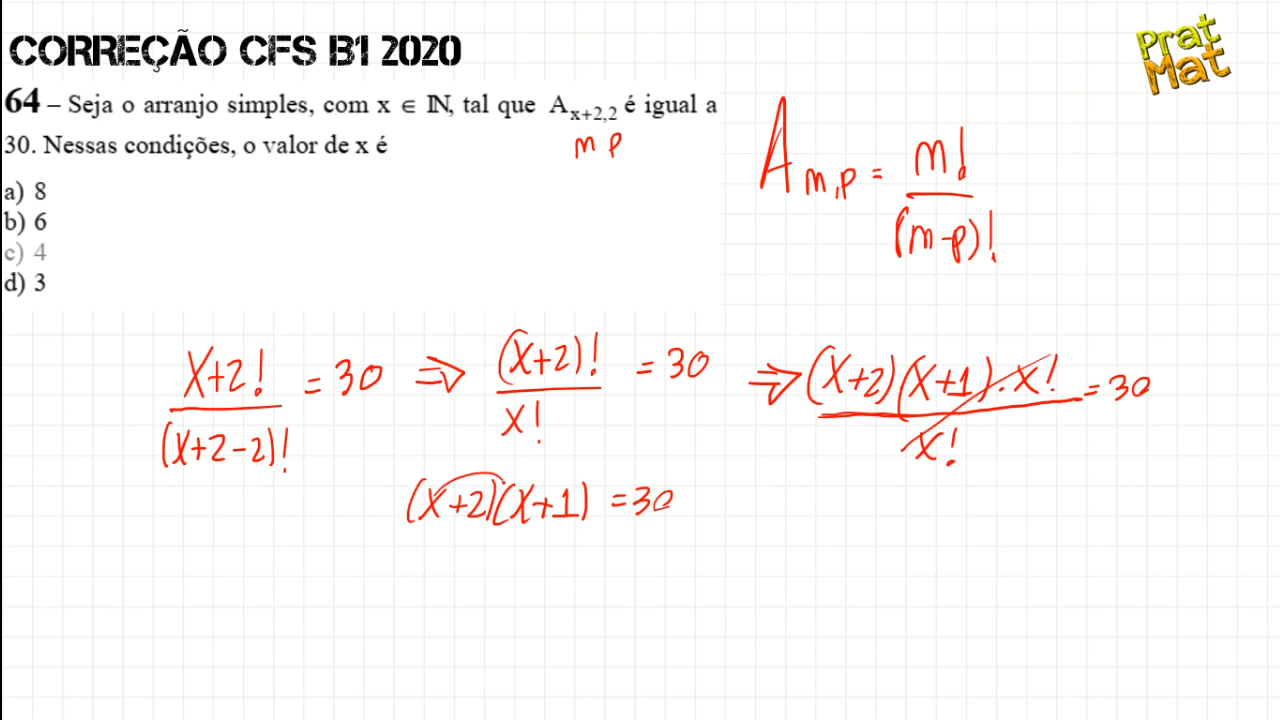 CORREÇÃO CFS B1 2020
Prat
Mat
64 – Seja o arranjo simples, com x ∈ ℕ, tal que A_{x+2,2} é igual a
30. Nessas condições, o valor de x é
m p
a) 8
b) 6
c) 4
d) 3
A_{m,p} = m! / (m-p)!
x+2! / (x+2-2)! = 30 ⇒ (x+2)! / x! = 30 ⇒ (x+2)(x+1).x! / x! = 30
(x+2)(x+1) = 30